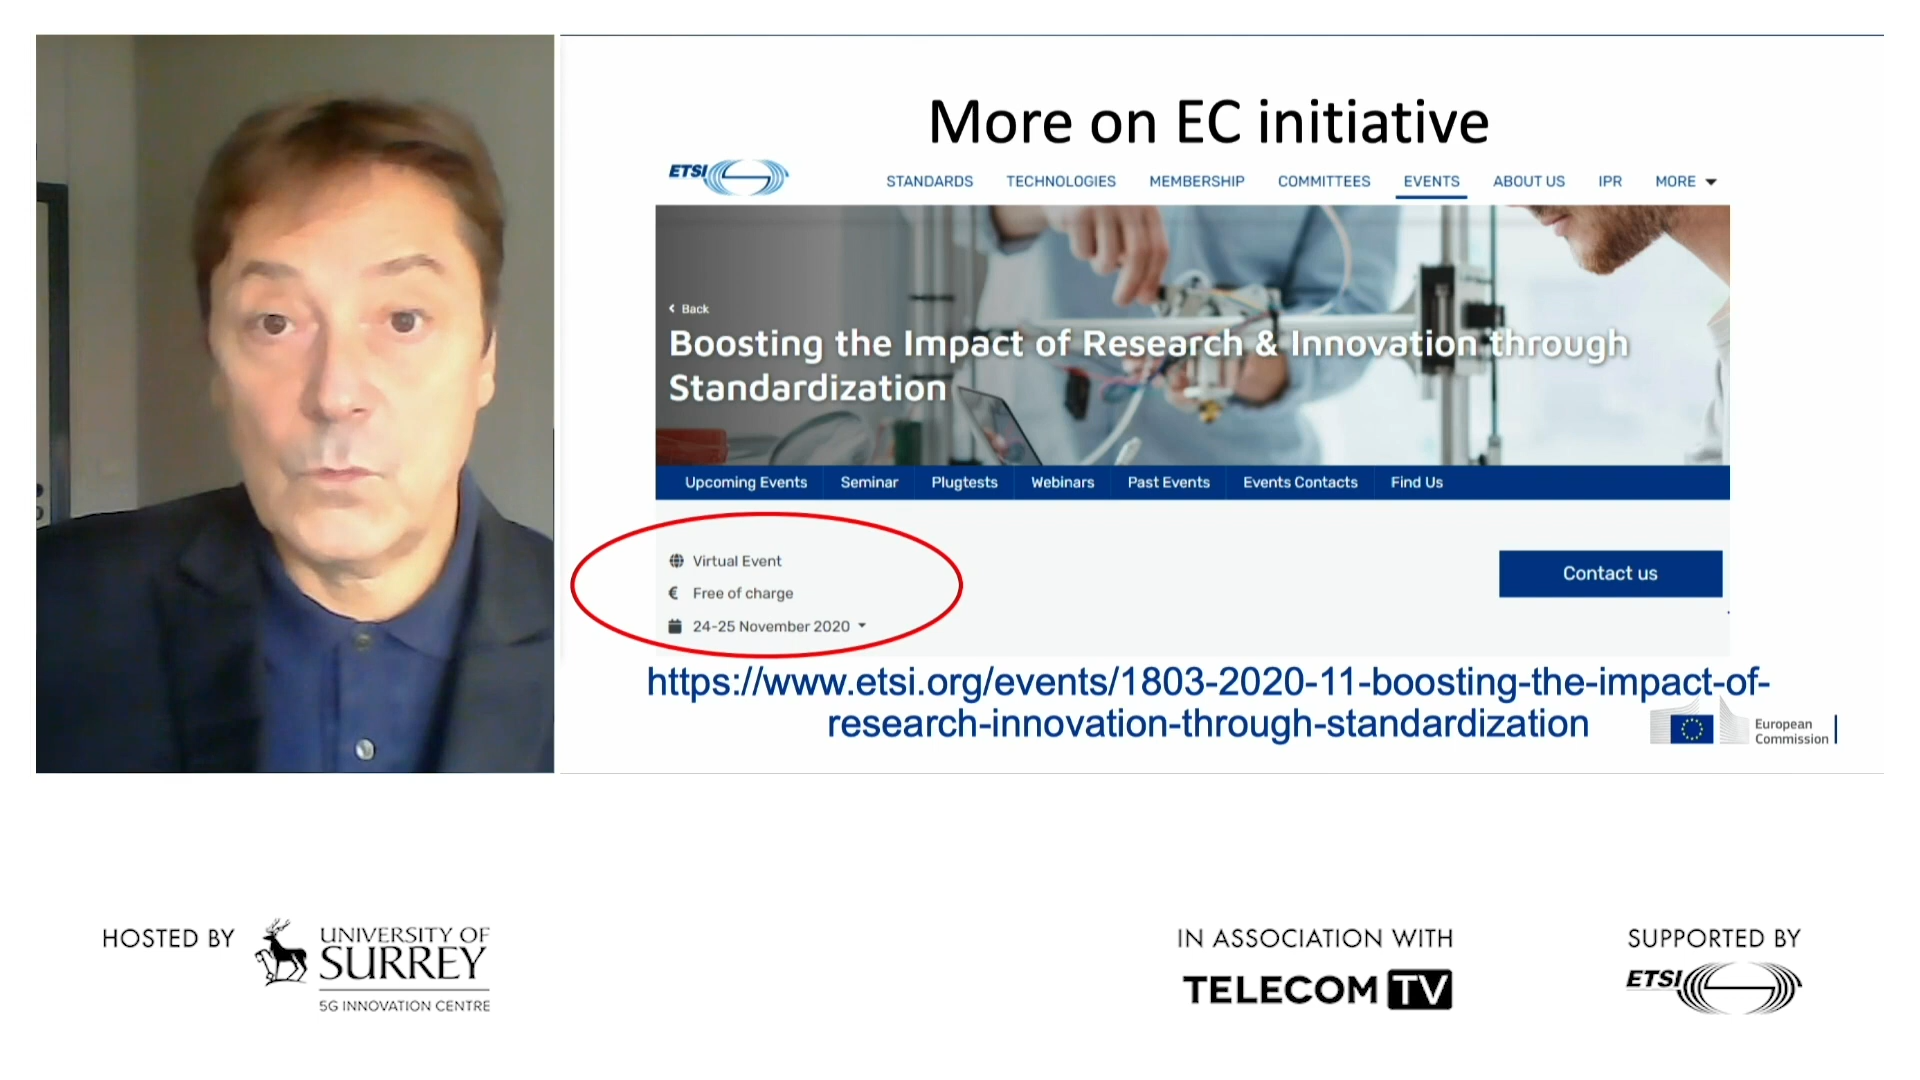 More on EC initiative
ETSI
STANDARDS TECHNOLOGIES MEMBERSHIP COMMITTEES EVENTS ABOUT US IPR MORE
Back
Boosting the Impact of Research & Innovation through
Standardization
Upcoming Events Seminar Plugtests Webinars Past Events Events Contacts Find Us
Virtual Event
€ Free of charge
24-25 November 2020
Contact us
https://www.etsi.org/events/1803-2020-11-boosting-the-impact-of-
research-innovation-through-standardization
European
Commission
HOSTED BY
UNIVERSITY OF
SURREY
5G INNOVATION CENTRE
IN ASSOCIATION WITH
TELECOM TV
SUPPORTED BY
ETSI